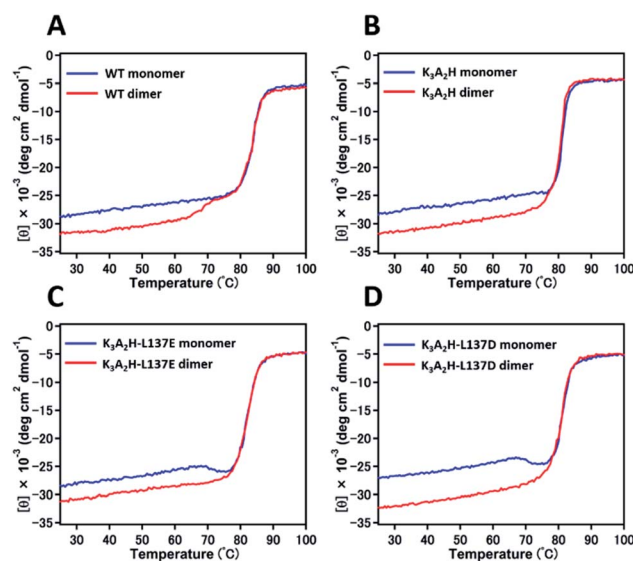 A
B
WT monomer
WT dimer
K₃A₂H monomer
K₃A₂H dimer
[θ] × 10⁻³ (deg cm² dmol⁻¹)
−5
−10
−15
−20
−25
−30
−35
30 40 50 60 70 80 90 100
Temperature (°C)
[θ] × 10⁻³ (deg cm² dmol⁻¹)
−5
−10
−15
−20
−25
−30
−35
30 40 50 60 70 80 90 100
Temperature (°C)
C
D
K₃A₂H-L137E monomer
K₃A₂H-L137E dimer
K₃A₂H-L137D monomer
K₃A₂H-L137D dimer
[θ] × 10⁻³ (deg cm² dmol⁻¹)
−5
−10
−15
−20
−25
−30
−35
30 40 50 60 70 80 90 100
Temperature (°C)
[θ] × 10⁻³ (deg cm² dmol⁻¹)
−5
−10
−15
−20
−25
−30
−35
30 40 50 60 70 80 90 100
Temperature (°C)